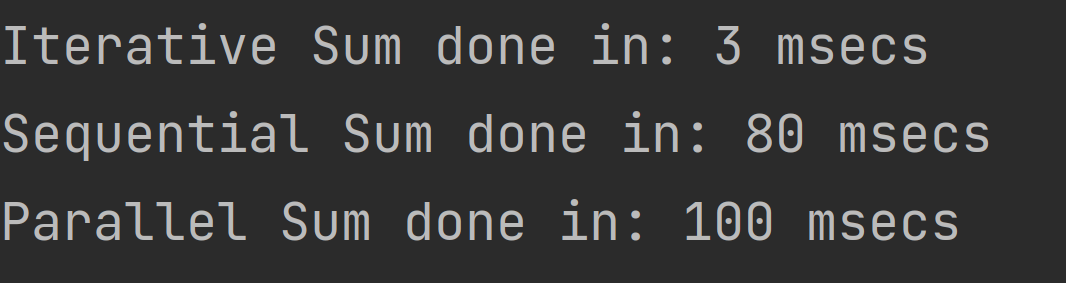 Iterative Sum done in: 3 msecs
Sequential Sum done in: 80 msecs
Parallel Sum done in: 100 msecs